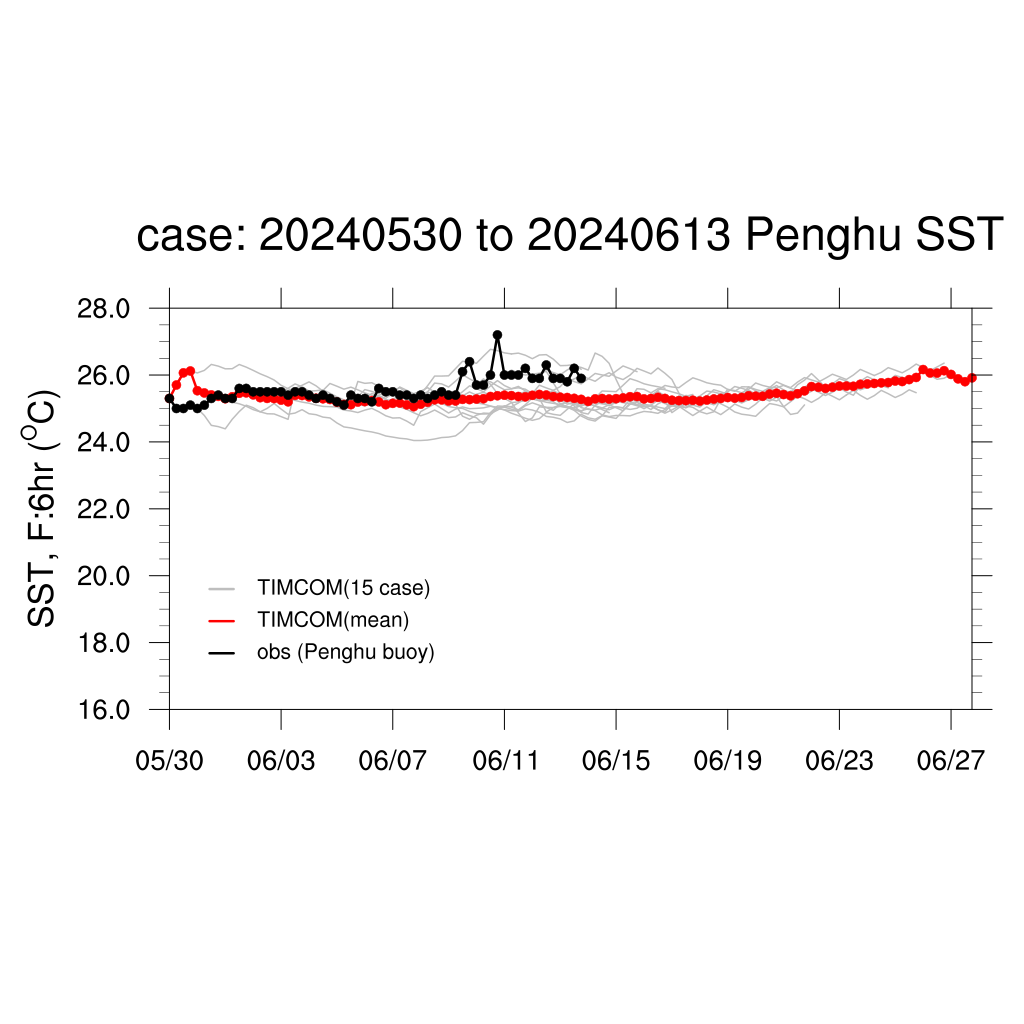 case: 20240530 to 20240613 Penghu SST
SST, F:6hr (°C)
28.0
26.0
24.0
22.0
20.0
18.0
16.0
TIMCOM(15 case)
TIMCOM(mean)
obs (Penghu buoy)
05/30 06/03 06/07 06/11 06/15 06/19 06/23 06/27